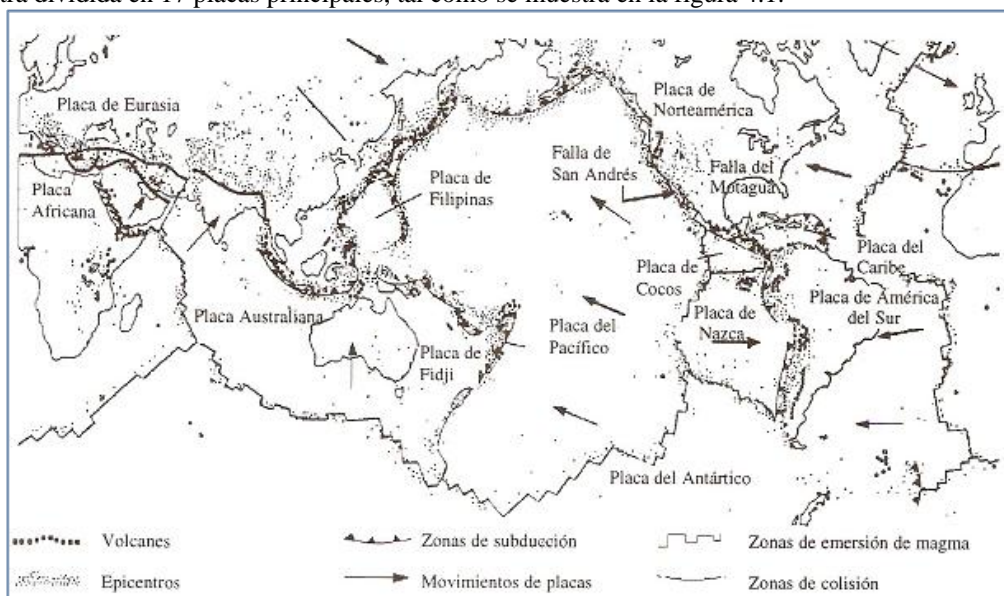 dividida en 17 placas principales, tal como se muestra en la figura 4.1.
Placa de Eurasia
Placa
Africana
Placa Australiana
Placa de
Filipinas
Placa de
Fidji
Placa del
Pacífico
Placa de
Norteamérica
Falla de
San Andrés
Falla del
Motagua
Placa de
Cocos
Placa de
Nazca
Placa del
Caribe
Placa de América
del Sur
Placa del Antártico
Volcanes
Epicentros
Zonas de subducción
Movimientos de placas
Zonas de emersión de magma
Zonas de colisión